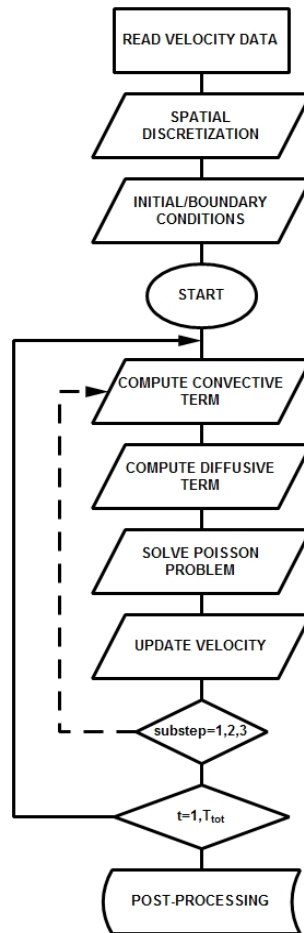 READ VELOCITY DATA
SPATIAL
DISCRETIZATION
INITIAL/BOUNDARY
CONDITIONS
START
COMPUTE CONVECTIVE
TERM
COMPUTE DIFFUSIVE
TERM
SOLVE POISSON
PROBLEM
UPDATE VELOCITY
substep=1,2,3
t=1,Ttot
POST-PROCESSING